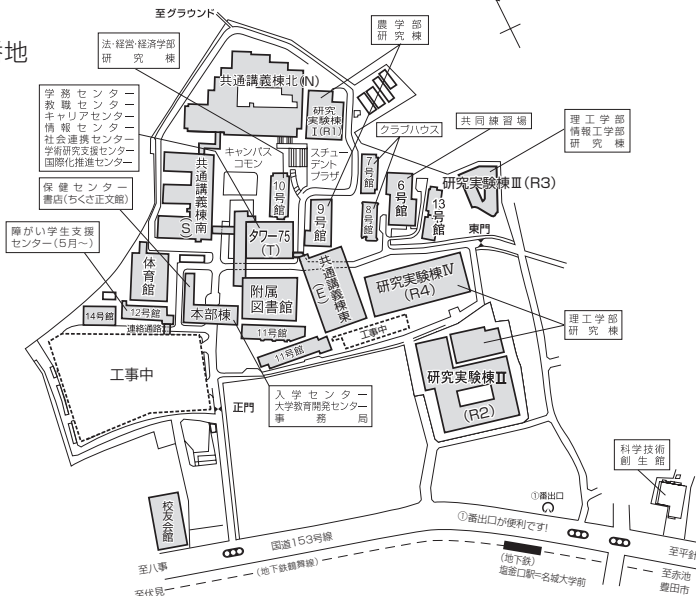 至グラウンド
番地
法・経営・経済学部
研究棟
農学部
研究棟
共通講義棟北(N)
研究
実験棟
Ⅰ(R1)
学務センター
教職センター
キャリアセンター
情報センター
社会連携センター
学術研究支援センター
国際化推進センター
クラブハウス
共同練習場
理工学部
情報工学部
研究棟
キャンパス
コモン
スチュー
デント
プラザ
共通講義棟南
(S)
10号館
7号館
6号館
研究実験棟Ⅲ(R3)
13号館
保健センター
書店(ちくさ正文館)
9号館
8号館
東門
タワー75
(T)
障がい学生支援
センター(5月〜)
体育館
共通講義棟東
(E)
研究実験棟Ⅳ
(R4)
附属
図書館
本部棟
14号館
12号館
連絡通路
11号館
11号館
工事中
理工学部
研究棟
工事中
研究実験棟Ⅱ
(R2)
正門
入学センター
大学教育開発センター
事務局
科学技術
創生館
校友会館
①番出口
①番出口が便利です!
国道153号線
(地下鉄鶴舞線)
(地下鉄)
塩釜口駅=名城大学前
至八事
至伏見
至平針
至赤池
豊田市